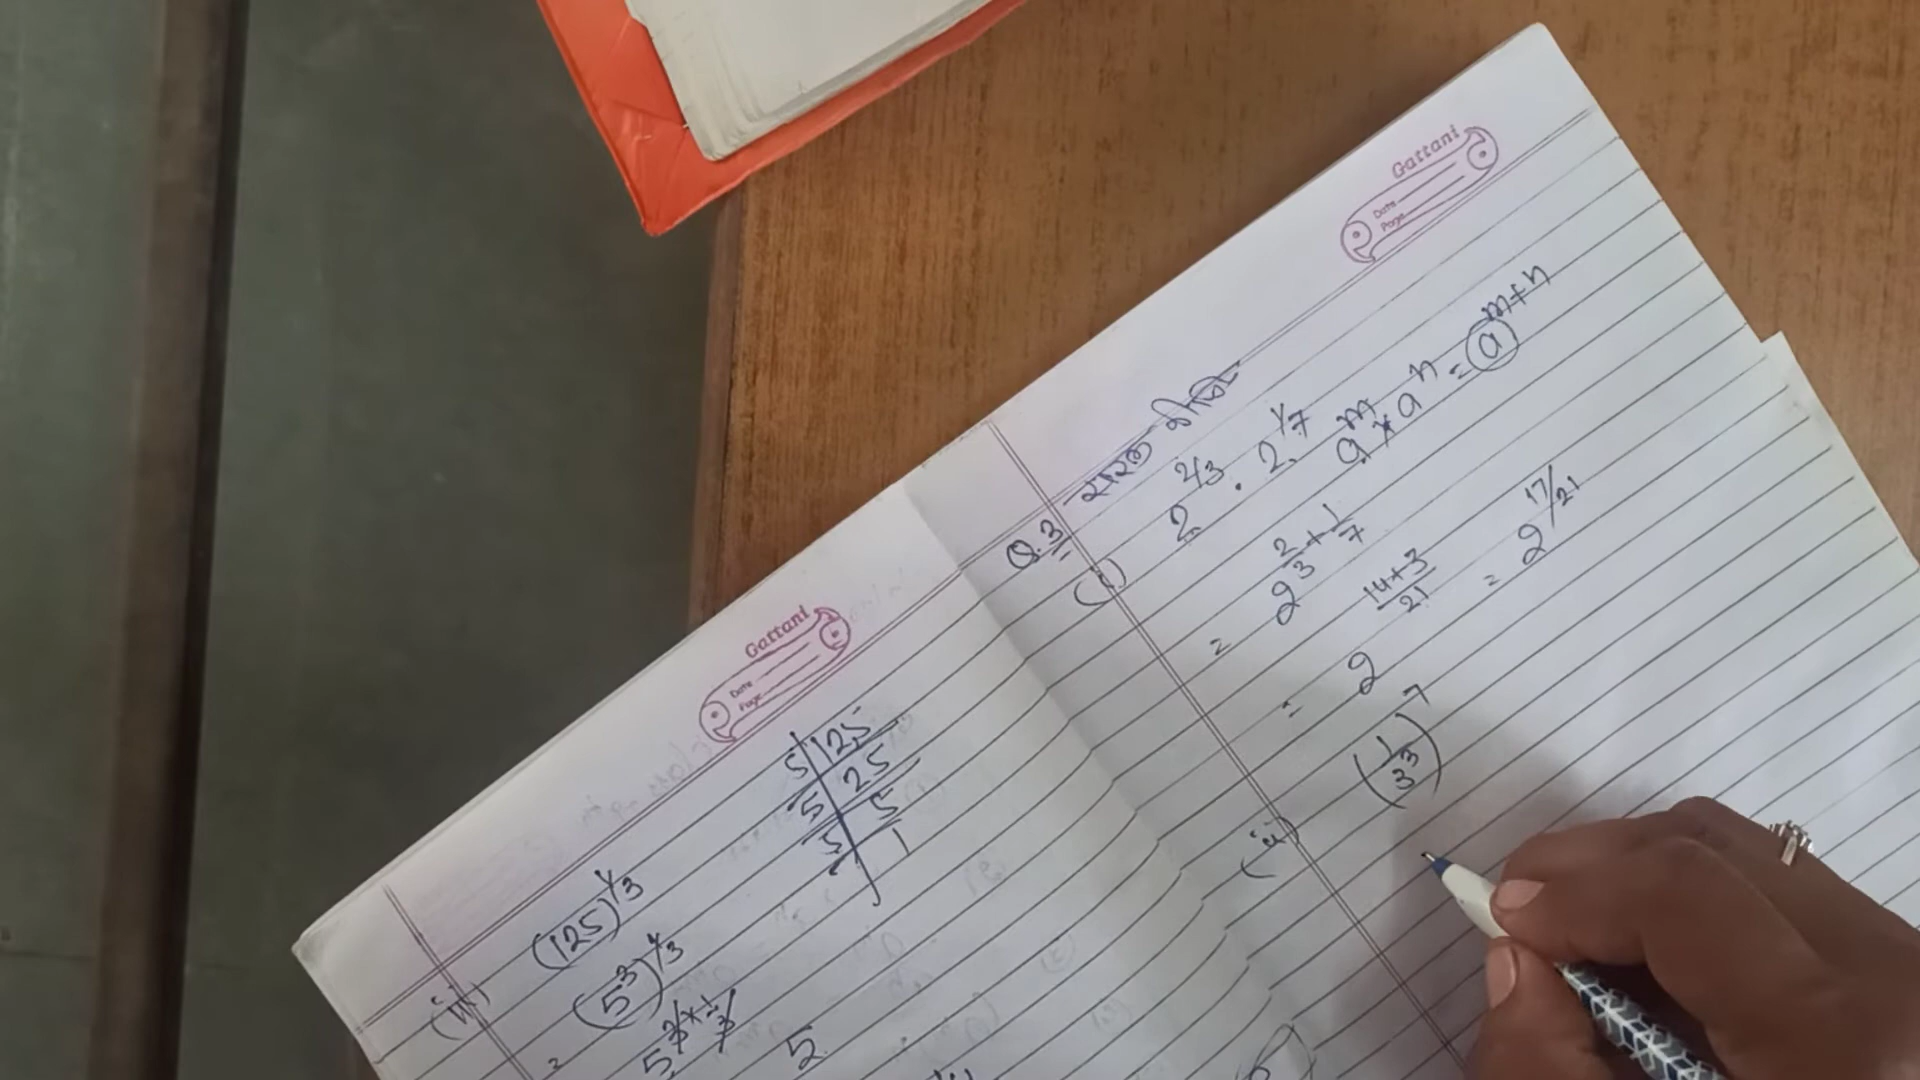 Gattani
Date
Page
5 | 125
5 | 25
5 | 5
1
(iii) (125)^1/3
(5^3)^1/3
= 5^3×1/3
5
Gattani
Date
Page
Q.3 सरल कीजिए
(i) 2^2/3 . 2^1/7
a^m × a^n = a^m+n
= 2^2/3+1/7
= 2^14+3/21 = 2^17/21
(ii) (1/3^3)^7